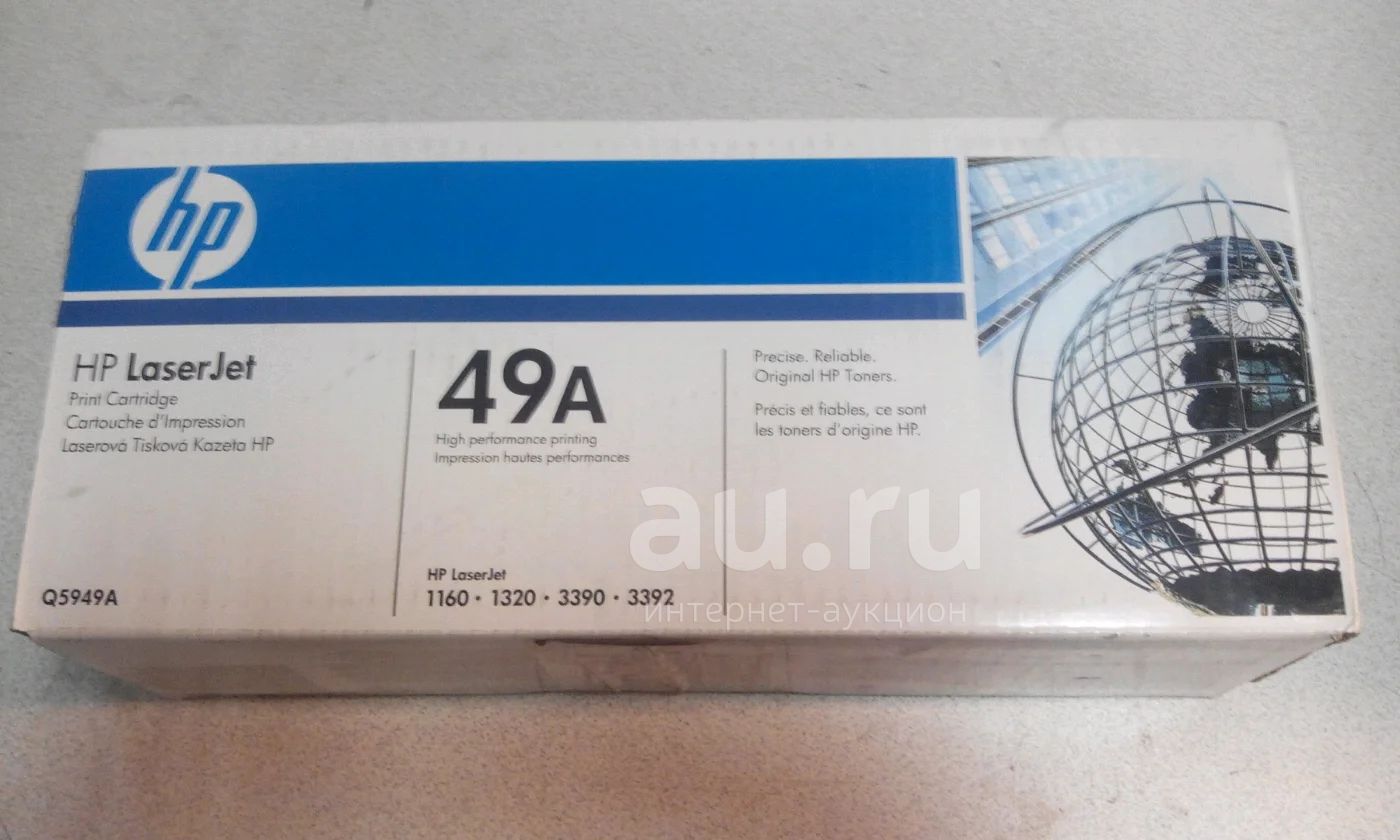 hp
HP LaserJet
Print Cartridge
Cartouche d'Impression
Laserová Tisková Kazeta HP
Q5949A
49A
High performance printing
Impression hautes performances
HP LaserJet
1160 • 1320 • 3390 • 3392
Precise. Reliable.
Original HP Toners.
Précis et fiables, ce sont
les toners d'origine HP.
au.ru
интернет-аукцион